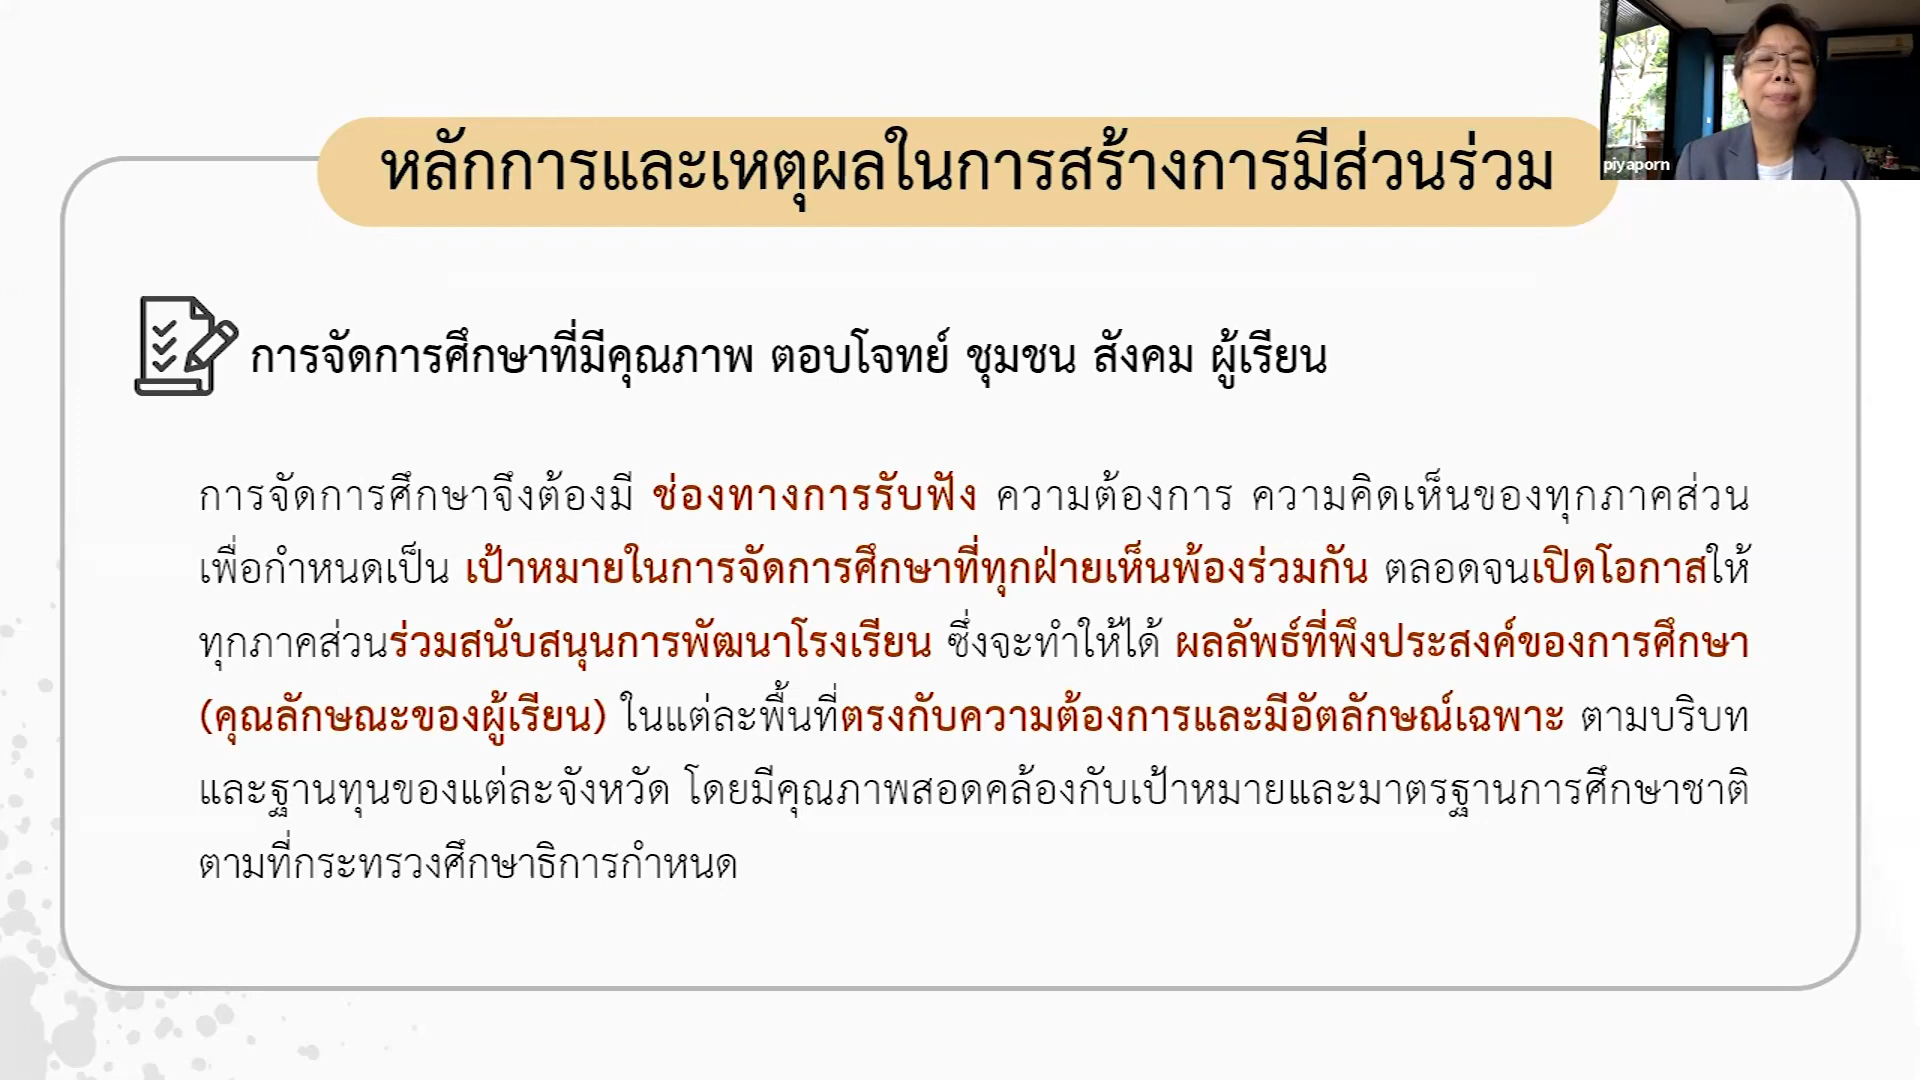 หลักการและเหตุผลในการสร้างการมีส่วนร่วม
piyaporn
การจัดการศึกษาที่มีคุณภาพ ตอบโจทย์ ชุมชน สังคม ผู้เรียน
การจัดการศึกษาจึงต้องมี ช่องทางการรับฟัง ความต้องการ ความคิดเห็นของทุกภาคส่วน
เพื่อกำหนดเป็น เป้าหมายในการจัดการศึกษาที่ทุกฝ่ายเห็นพ้องร่วมกัน ตลอดจนเปิดโอกาสให้
ทุกภาคส่วนร่วมสนับสนุนการพัฒนาโรงเรียน ซึ่งจะทำให้ได้ ผลลัพธ์ที่พึงประสงค์ของการศึกษา
(คุณลักษณะของผู้เรียน) ในแต่ละพื้นที่ตรงกับความต้องการและมีอัตลักษณ์เฉพาะ ตามบริบท
และฐานทุนของแต่ละจังหวัด โดยมีคุณภาพสอดคล้องกับเป้าหมายและมาตรฐานการศึกษาชาติ
ตามที่กระทรวงศึกษาธิการกำหนด